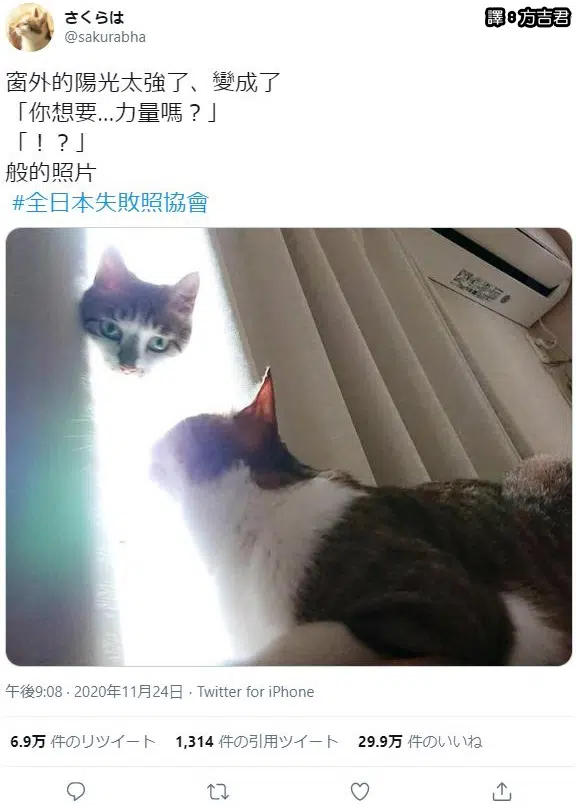 さくらは
譯●方吉君
@sakurabha
窗外的陽光太強了、變成了
「你想要...力量嗎？」
「！？」
般的照片
#全日本失敗照協會
午後9:08 · 2020年11月24日 · Twitter for iPhone
6.9万 件のリツイート 1,314 件の引用ツイート 29.9万 件のいいね